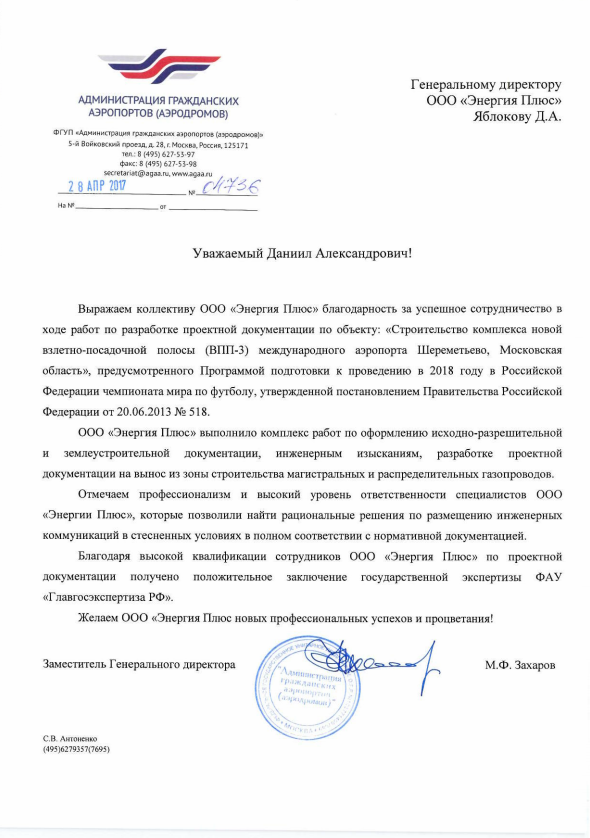 АДМИНИСТРАЦИЯ ГРАЖДАНСКИХ
АЭРОПОРТОВ (АЭРОДРОМОВ)
ФГУП «Администрация гражданских аэропортов (аэродромов)»
5-й Войковский проезд, д. 28, г. Москва, Россия, 125171
тел.: 8 (495) 627-53-97
факс: 8 (495) 627-53-98
secretariat@agaa.ru, www.agaa.ru
28 АПР 2017 № 04736
На № от
Генеральному директору
ООО «Энергия Плюс»
Яблокову Д.А.
Уважаемый Даниил Александрович!
Выражаем коллективу ООО «Энергия Плюс» благодарность за успешное сотрудничество в
ходе работ по разработке проектной документации по объекту: «Строительство комплекса новой
взлетно-посадочной полосы (ВПП-3) международного аэропорта Шереметьево, Московская
область», предусмотренного Программой подготовки к проведению в 2018 году в Российской
Федерации чемпионата мира по футболу, утвержденной постановлением Правительства Российской
Федерации от 20.06.2013 № 518.
ООО «Энергия Плюс» выполнило комплекс работ по оформлению исходно-разрешительной
и землеустроительной документации, инженерным изысканиям, разработке проектной
документации на вынос из зоны строительства магистральных и распределительных газопроводов.
Отмечаем профессионализм и высокий уровень ответственности специалистов ООО
«Энергии Плюс», которые позволили найти рациональные решения по размещению инженерных
коммуникаций в стесненных условиях в полном соответствии с нормативной документацией.
Благодаря высокой квалификации сотрудников ООО «Энергия Плюс» по проектной
документации получено положительное заключение государственной экспертизы ФАУ
«Главгосэкспертиза РФ».
Желаем ООО «Энергия Плюс новых профессиональных успехов и процветания!
Заместитель Генерального директора
М.Ф. Захаров
"Администрация
гражданских
аэропортов
(аэродромов)"
МОСКВА
С.В. Антоненко
(495)6279357(7695)